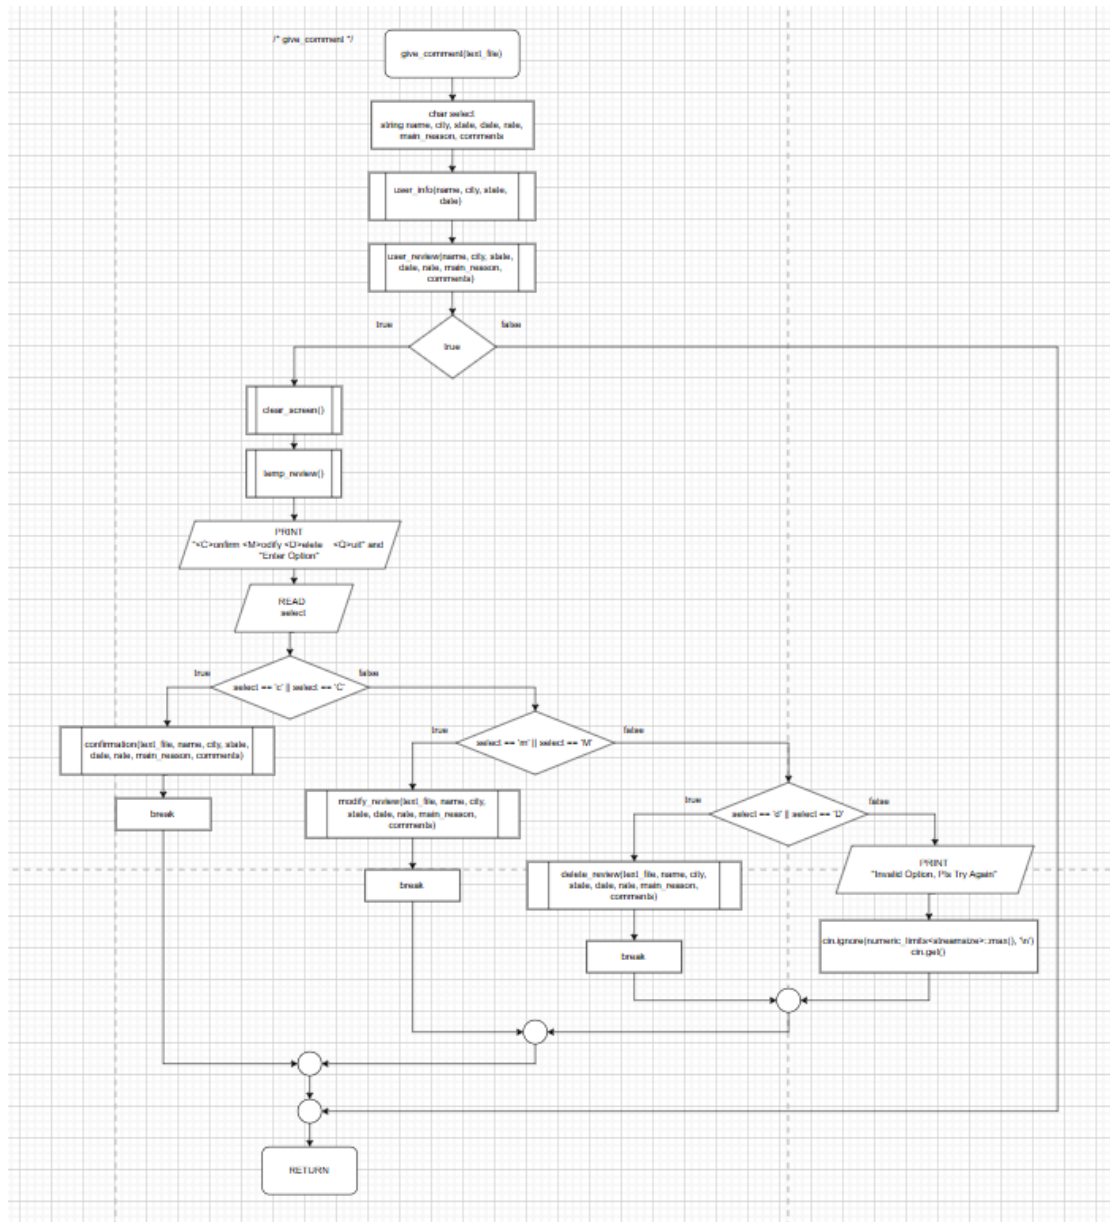 /* give_comment */
give_comment(text_file)
char select
string name, city, state, date, rate,
main_reason, comments
user_info(name, city, state,
date)
user_review(name, city, state,
date, rate, main_reason,
comments)
true
false
true
clear_screen()
temp_review()
PRINT
"<C>onfirm <M>odify <D>elete <Q>uit" and
"Enter Option"
READ
select
true
false
select == 'c' || select == 'C'
confirmation(text_file, name, city, state,
date, rate, main_reason, comments)
break
true
false
select == 'm' || select == 'M'
modify_review(text_file, name, city,
state, date, rate, main_reason,
comments)
break
true
false
select == 'd' || select == 'D'
delete_review(text_file, name, city,
state, date, rate, main_reason,
comments)
break
PRINT
"Invalid Option, Pls Try Again"
cin.ignore(numeric_limits<streamsize>::max(), '\n')
cin.get()
RETURN